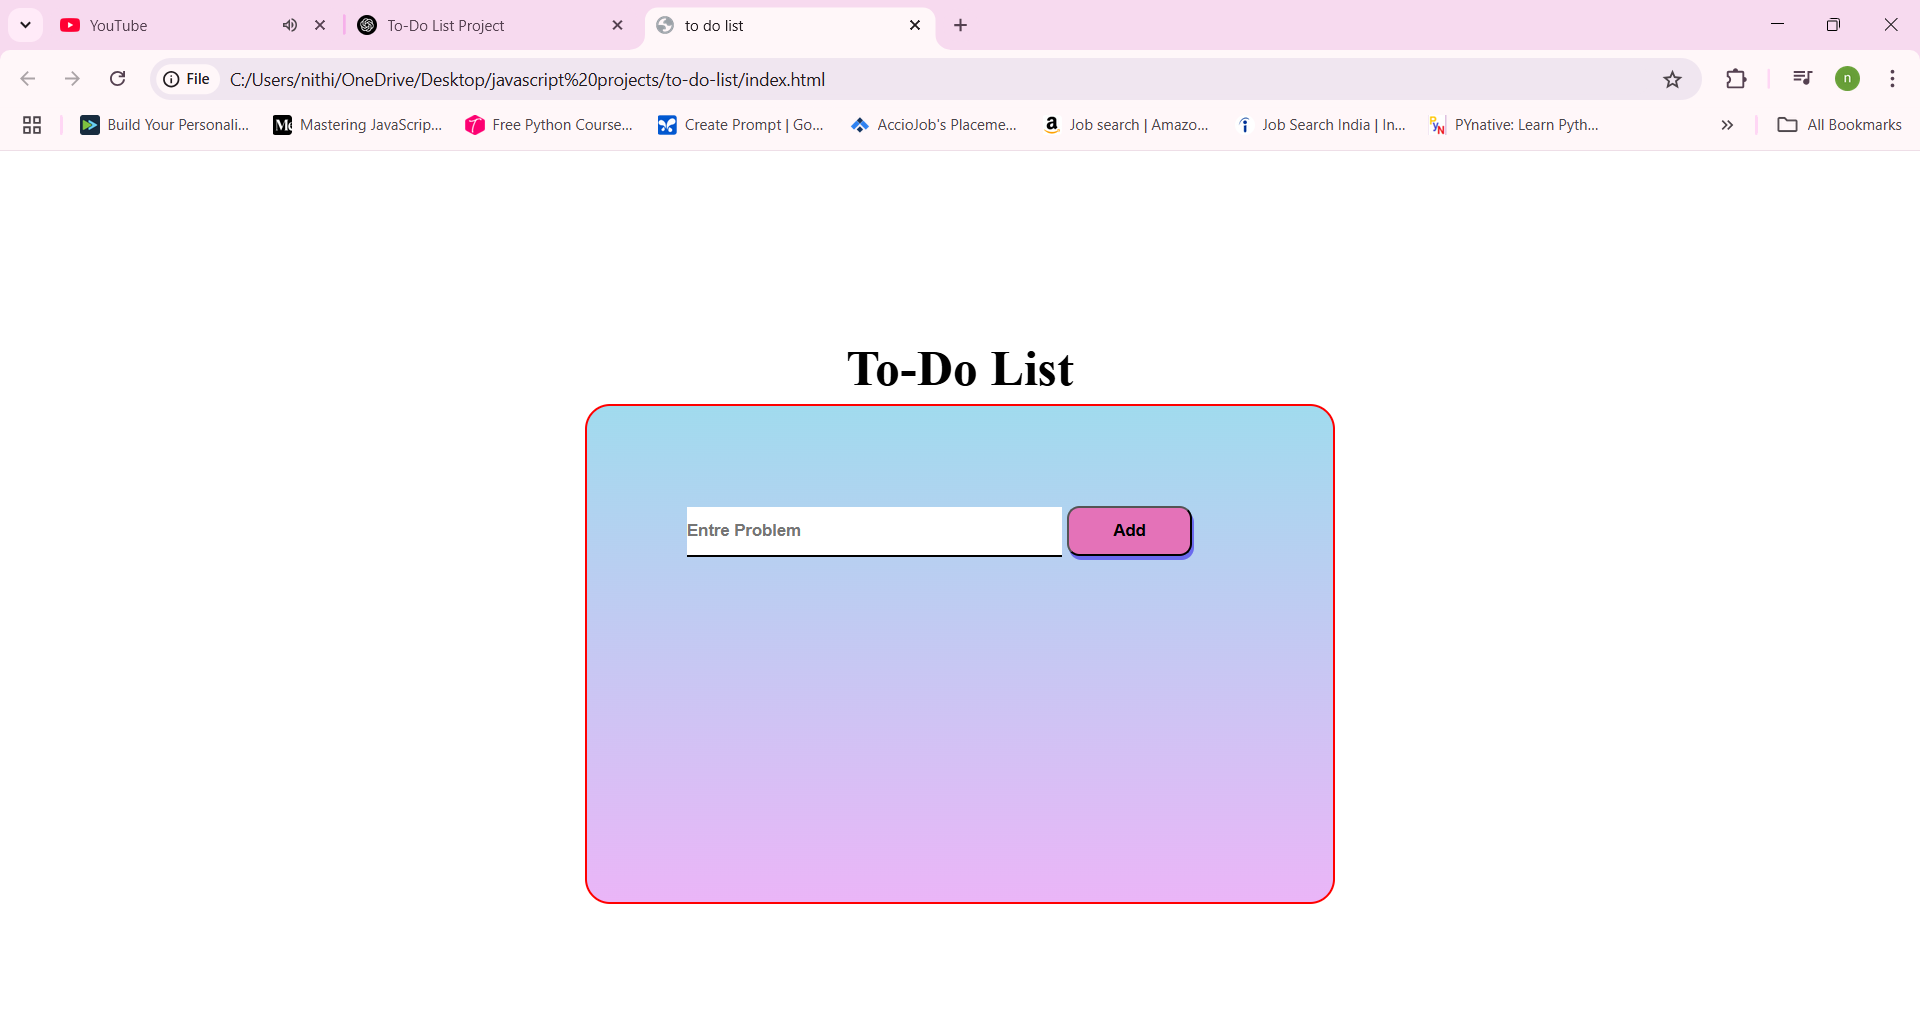 YouTube
To-Do List Project
to do list
File
C:/Users/nithi/OneDrive/Desktop/javascript%20projects/to-do-list/index.html
n
Build Your Personali...
Mastering JavaScrip...
Free Python Course...
Create Prompt | Go...
AccioJob's Placeme...
Job search | Amazo...
Job Search India | In...
PYnative: Learn Pyth...
All Bookmarks
To-Do List
Entre Problem
Add